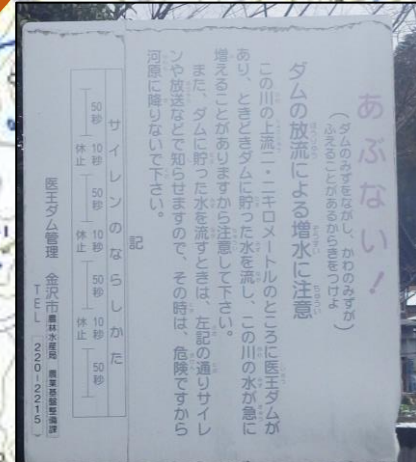 あぶない！
（ダムのみずをながし、かわのみずが
ふえることがあるからきをつけよ）
ダムの放流による増水に注意
この川の上流二・二キロメートルのところに医王ダムが
あり、ときどきダムに貯った水を流し、この川の水が急に
増えることがありますから注意して下さい。
また、ダムに貯った水を流すときは、左記の通りサイレ
ンや放送などで知らせますので、その時は、危険ですから
河原に降りないで下さい。
記
サイレンのならしかた
50秒 10秒休止 50秒 10秒休止 50秒 10秒休止 50秒
医王ダム管理 金沢市農林水産局 農業基盤整備課
TEL 220-2215